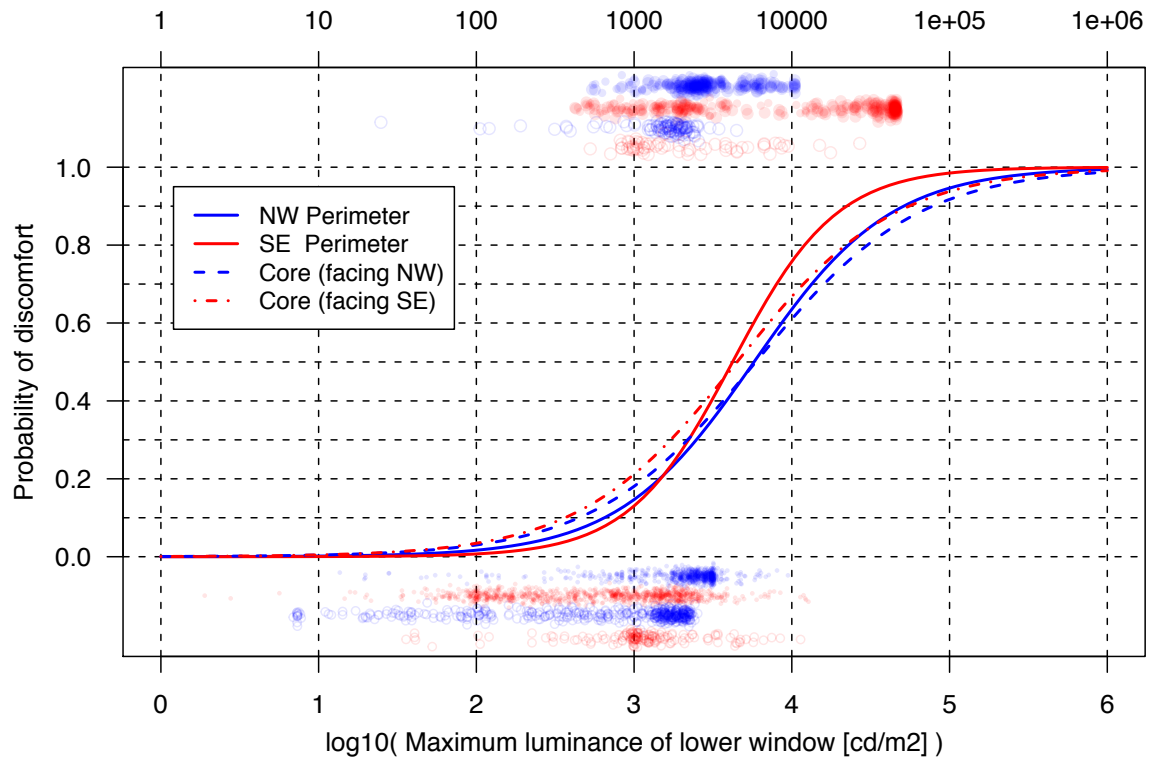 1 10 100 1000 10000 1e+05 1e+06
1.0
0.8
0.6
0.4
0.2
0.0
Probability of discomfort
NW Perimeter
SE Perimeter
Core (facing NW)
Core (facing SE)
0 1 2 3 4 5 6
log10( Maximum luminance of lower window [cd/m2] )